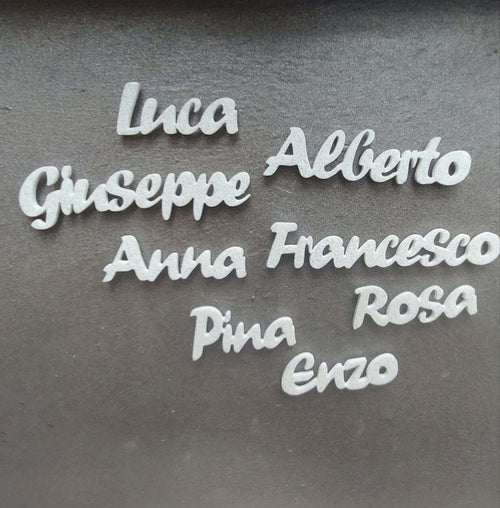 Luca
Alberto
Giuseppe
Francesco
Anna
Rosa
Pina
Enzo